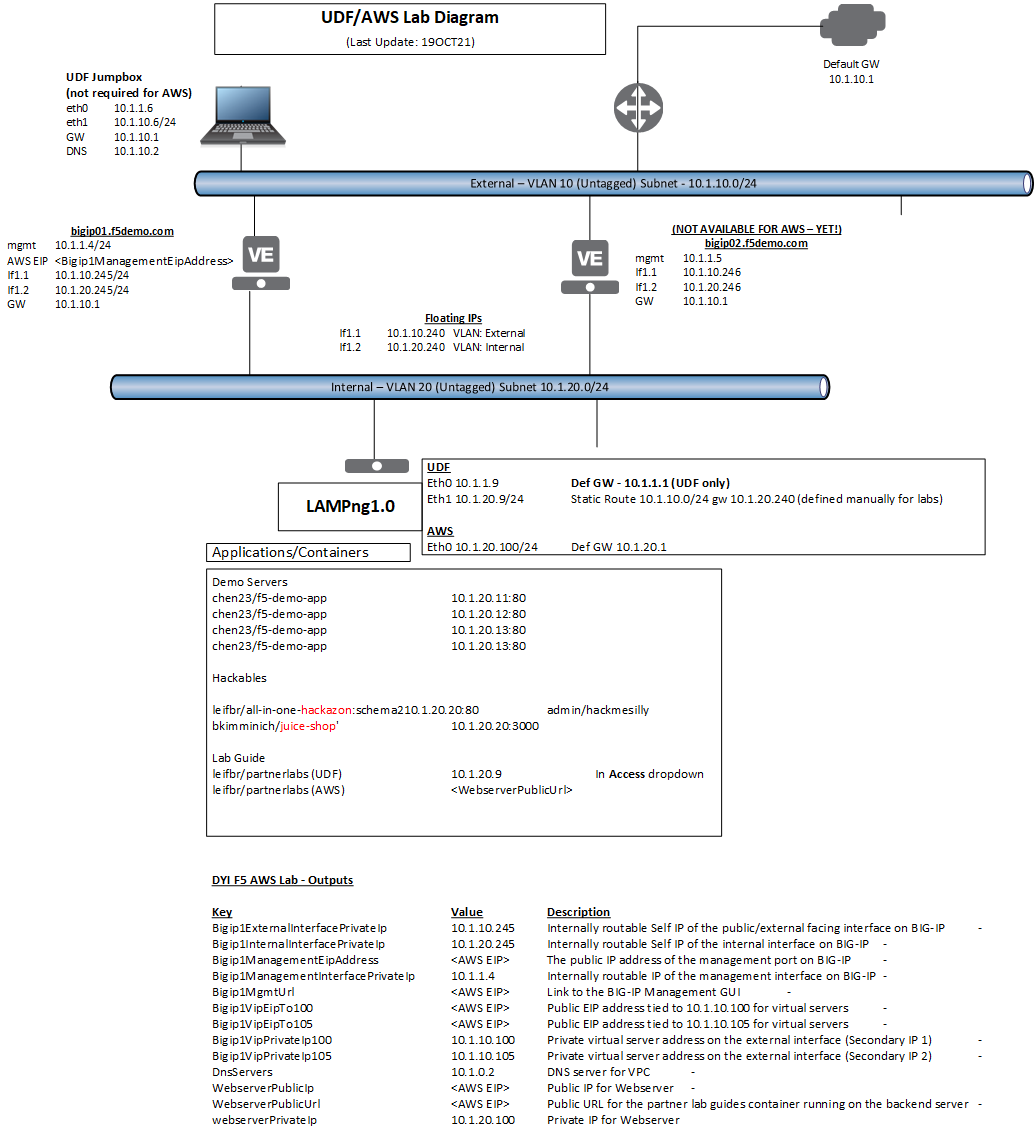 UDF/AWS Lab Diagram
(Last Update: 19OCT21)
Default GW
10.1.10.1
UDF Jumpbox
(not required for AWS)
eth0 10.1.1.6
eth1 10.1.10.6/24
GW 10.1.10.1
DNS 10.1.10.2
External – VLAN 10 (Untagged) Subnet - 10.1.10.0/24
bigip01.f5demo.com
mgmt 10.1.1.4/24
AWS EIP <Bigip1ManagementEipAddress>
If1.1 10.1.10.245/24
If1.2 10.1.20.245/24
GW 10.1.10.1
VE
VE
(NOT AVAILABLE FOR AWS – YET!)
bigip02.f5demo.com
mgmt 10.1.1.5
If1.1 10.1.10.246
If1.2 10.1.20.246
GW 10.1.10.1
Floating IPs
If1.1 10.1.10.240 VLAN: External
If1.2 10.1.20.240 VLAN: Internal
Internal – VLAN 20 (Untagged) Subnet 10.1.20.0/24
LAMPng1.0
UDF
Eth0 10.1.1.9 Def GW - 10.1.1.1 (UDF only)
Eth1 10.1.20.9/24 Static Route 10.1.10.0/24 gw 10.1.20.240 (defined manually for labs)
AWS
Eth0 10.1.20.100/24 Def GW 10.1.20.1
Applications/Containers
Demo Servers
chen23/f5-demo-app 10.1.20.11:80
chen23/f5-demo-app 10.1.20.12:80
chen23/f5-demo-app 10.1.20.13:80
chen23/f5-demo-app 10.1.20.13:80
Hackables
leifbr/all-in-one-hackazon:schema210.1.20.20:80 admin/hackmesilly
bkimminich/juice-shop' 10.1.20.20:3000
Lab Guide
leifbr/partnerlabs (UDF) 10.1.20.9 In Access dropdown
leifbr/partnerlabs (AWS) <WebserverPublicUrl>
DYI F5 AWS Lab - Outputs
Key Value Description
Bigip1ExternalInterfacePrivateIp 10.1.10.245 Internally routable Self IP of the public/external facing interface on BIG-IP -
Bigip1InternalInterfacePrivateIp 10.1.20.245 Internally routable Self IP of the internal interface on BIG-IP -
Bigip1ManagementEipAddress <AWS EIP> The public IP address of the management port on BIG-IP -
Bigip1ManagementInterfacePrivateIp 10.1.1.4 Internally routable IP of the management interface on BIG-IP -
Bigip1MgmtUrl <AWS EIP> Link to the BIG-IP Management GUI -
Bigip1VipEipTo100 <AWS EIP> Public EIP address tied to 10.1.10.100 for virtual servers -
Bigip1VipEipTo105 <AWS EIP> Public EIP address tied to 10.1.10.105 for virtual servers -
Bigip1VipPrivateIp100 10.1.10.100 Private virtual server address on the external interface (Secondary IP 1) -
Bigip1VipPrivateIp105 10.1.10.105 Private virtual server address on the external interface (Secondary IP 2) -
DnsServers 10.1.0.2 DNS server for VPC -
WebserverPublicIp <AWS EIP> Public IP for Webserver -
WebserverPublicUrl <AWS EIP> Public URL for the partner lab guides container running on the backend server -
webserverPrivateIp 10.1.20.100 Private IP for Webserver